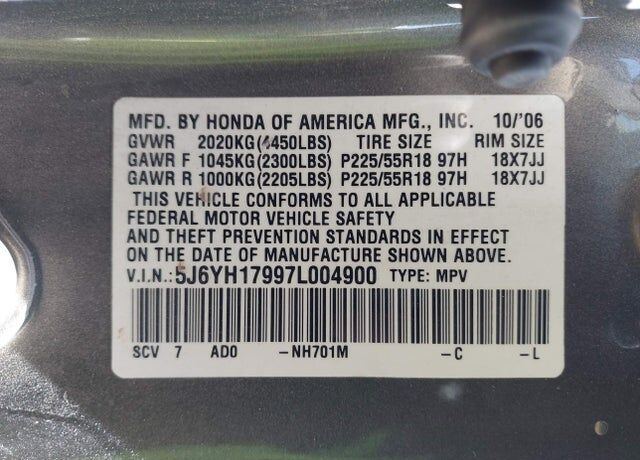 MFD. BY HONDA OF AMERICA MFG., INC. 10/'06
GVWR 2020KG(4450LBS) TIRE SIZE RIM SIZE
GAWR F 1045KG(2300LBS) P225/55R18 97H 18X7JJ
GAWR R 1000KG(2205LBS) P225/55R18 97H 18X7JJ
THIS VEHICLE CONFORMS TO ALL APPLICABLE
FEDERAL MOTOR VEHICLE SAFETY
AND THEFT PREVENTION STANDARDS IN EFFECT
ON THE DATE OF MANUFACTURE SHOWN ABOVE.
V.I.N.:5J6YH17997L004900 TYPE: MPV
SCV 7 AD0 -NH701M -C -L